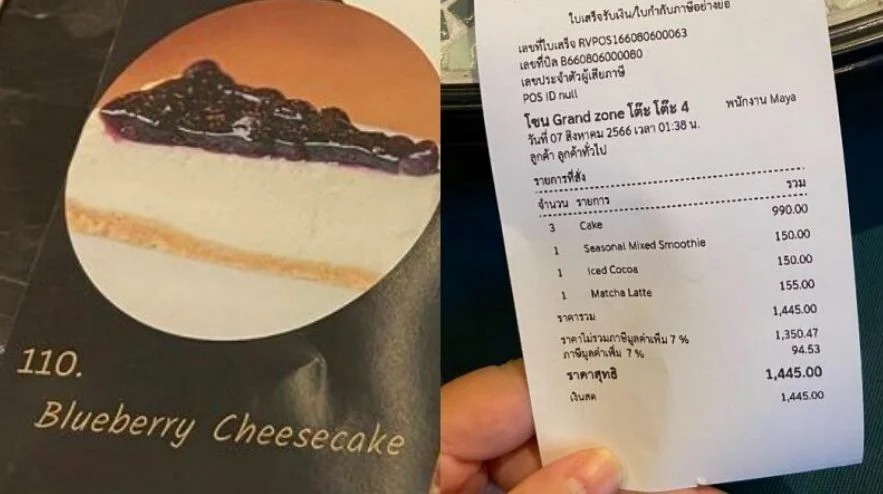 110.
Blueberry Cheesecake
ใบเสร็จรับเงิน/ใบกำกับภาษีอย่างย่อ
เลขที่ใบเสร็จ RVPOS166080600063
เลขที่บิล B660806000080
เลขประจำตัวผู้เสียภาษี
POS ID null
โซน Grand zone โต๊ะ โต๊ะ 4 พนักงาน Maya
วันที่ 07 สิงหาคม 2566 เวลา 01:38 น.
ลูกค้า ลูกค้าทั่วไป
รายการที่สั่ง
จำนวน รายการ รวม
3 Cake 990.00
1 Seasonal Mixed Smoothie 150.00
1 Iced Cocoa 150.00
1 Matcha Latte 155.00
ราคารวม 1,445.00
ราคาไม่รวมภาษีมูลค่าเพิ่ม 7 % 1,350.47
ภาษีมูลค่าเพิ่ม 7 % 94.53
ราคาสุทธิ 1,445.00
เงินสด 1,445.00